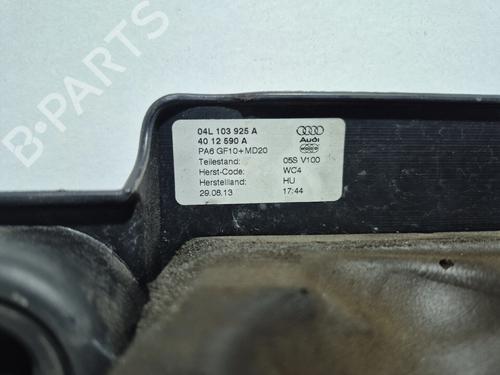 04L 103 925 A
40 12 590 A
PA6 GF10+MD20
Teilestand: 05S V100
Herst-Code: WC4
Herstelland: HU
29.08.13 17:44
Audi
B-PARTS